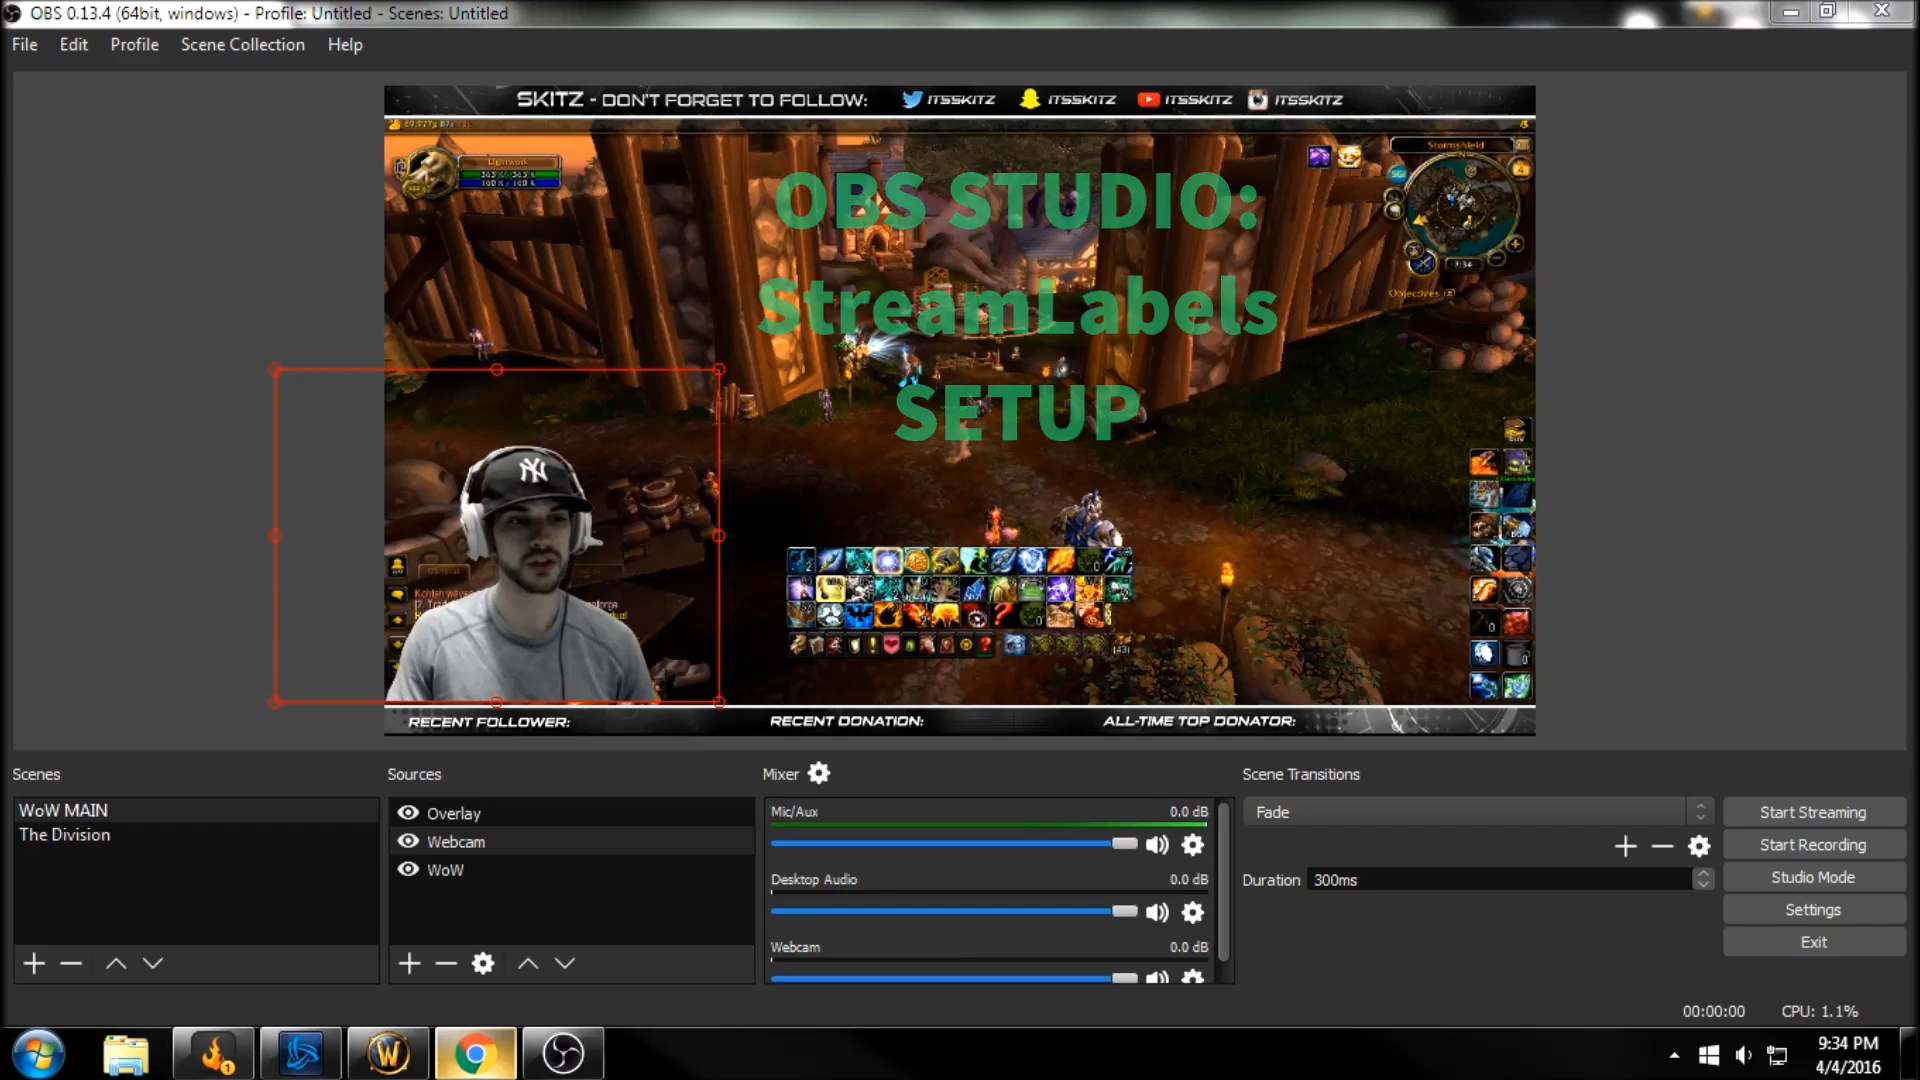 OBS 0.13.4 (64bit, windows) - Profile: Untitled - Scenes: Untitled
File Edit Profile Scene Collection Help
SKITZ - DON'T FORGET TO FOLLOW: ITSSKITZ ITSSKITZ ITSSKITZ ITSSKITZ
Stormshield
OBS STUDIO:
StreamLabels
SETUP
7:34
Objectives
RECENT FOLLOWER: RECENT DONATION: ALL-TIME TOP DONATOR:
Scenes
WoW MAIN
The Division
Sources
Overlay
Webcam
WoW
Mixer
Mic/Aux 0.0 dB
Desktop Audio 0.0 dB
Webcam 0.0 dB
Scene Transitions
Fade
Duration 300ms
Start Streaming
Start Recording
Studio Mode
Settings
Exit
00:00:00 CPU: 1.1%
9:34 PM
4/4/2016